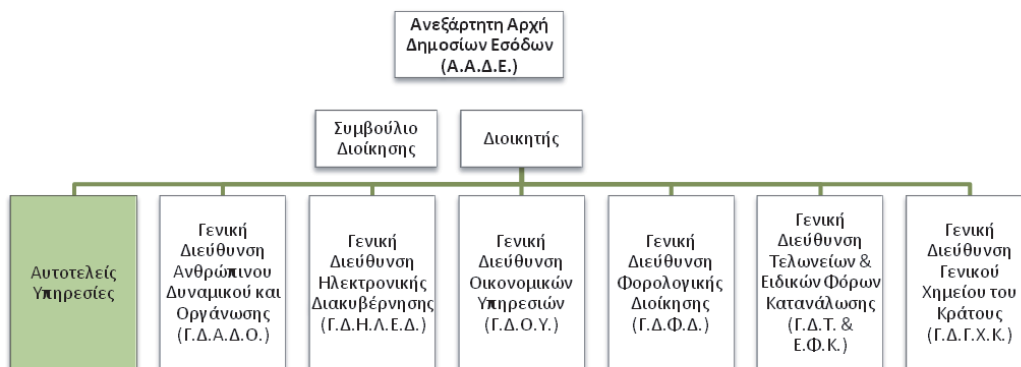 Ανεξάρτητη Αρχή
Δημοσίων Εσόδων
(Α.Α.Δ.Ε.)
Συμβούλιο
Διοίκησης
Διοικητής
Αυτοτελείς
Υπηρεσίες
Γενική
Διεύθυνση
Ανθρώπινου
Δυναμικού και
Οργάνωσης
(Γ.Δ.Α.Δ.Ο.)
Γενική
Διεύθυνση
Ηλεκτρονικής
Διακυβέρνησης
(Γ.Δ.Η.Λ.Ε.Δ.)
Γενική
Διεύθυνση
Οικονομικών
Υπηρεσιών
(Γ.Δ.Ο.Υ.)
Γενική
Διεύθυνση
Φορολογικής
Διοίκησης
(Γ.Δ.Φ.Δ.)
Γενική
Διεύθυνση
Τελωνείων &
Ειδικών Φόρων
Κατανάλωσης
(Γ.Δ.Τ. &
Ε.Φ.Κ.)
Γενική
Διεύθυνση
Γενικού
Χημείου του
Κράτους
(Γ.Δ.Γ.Χ.Κ.)